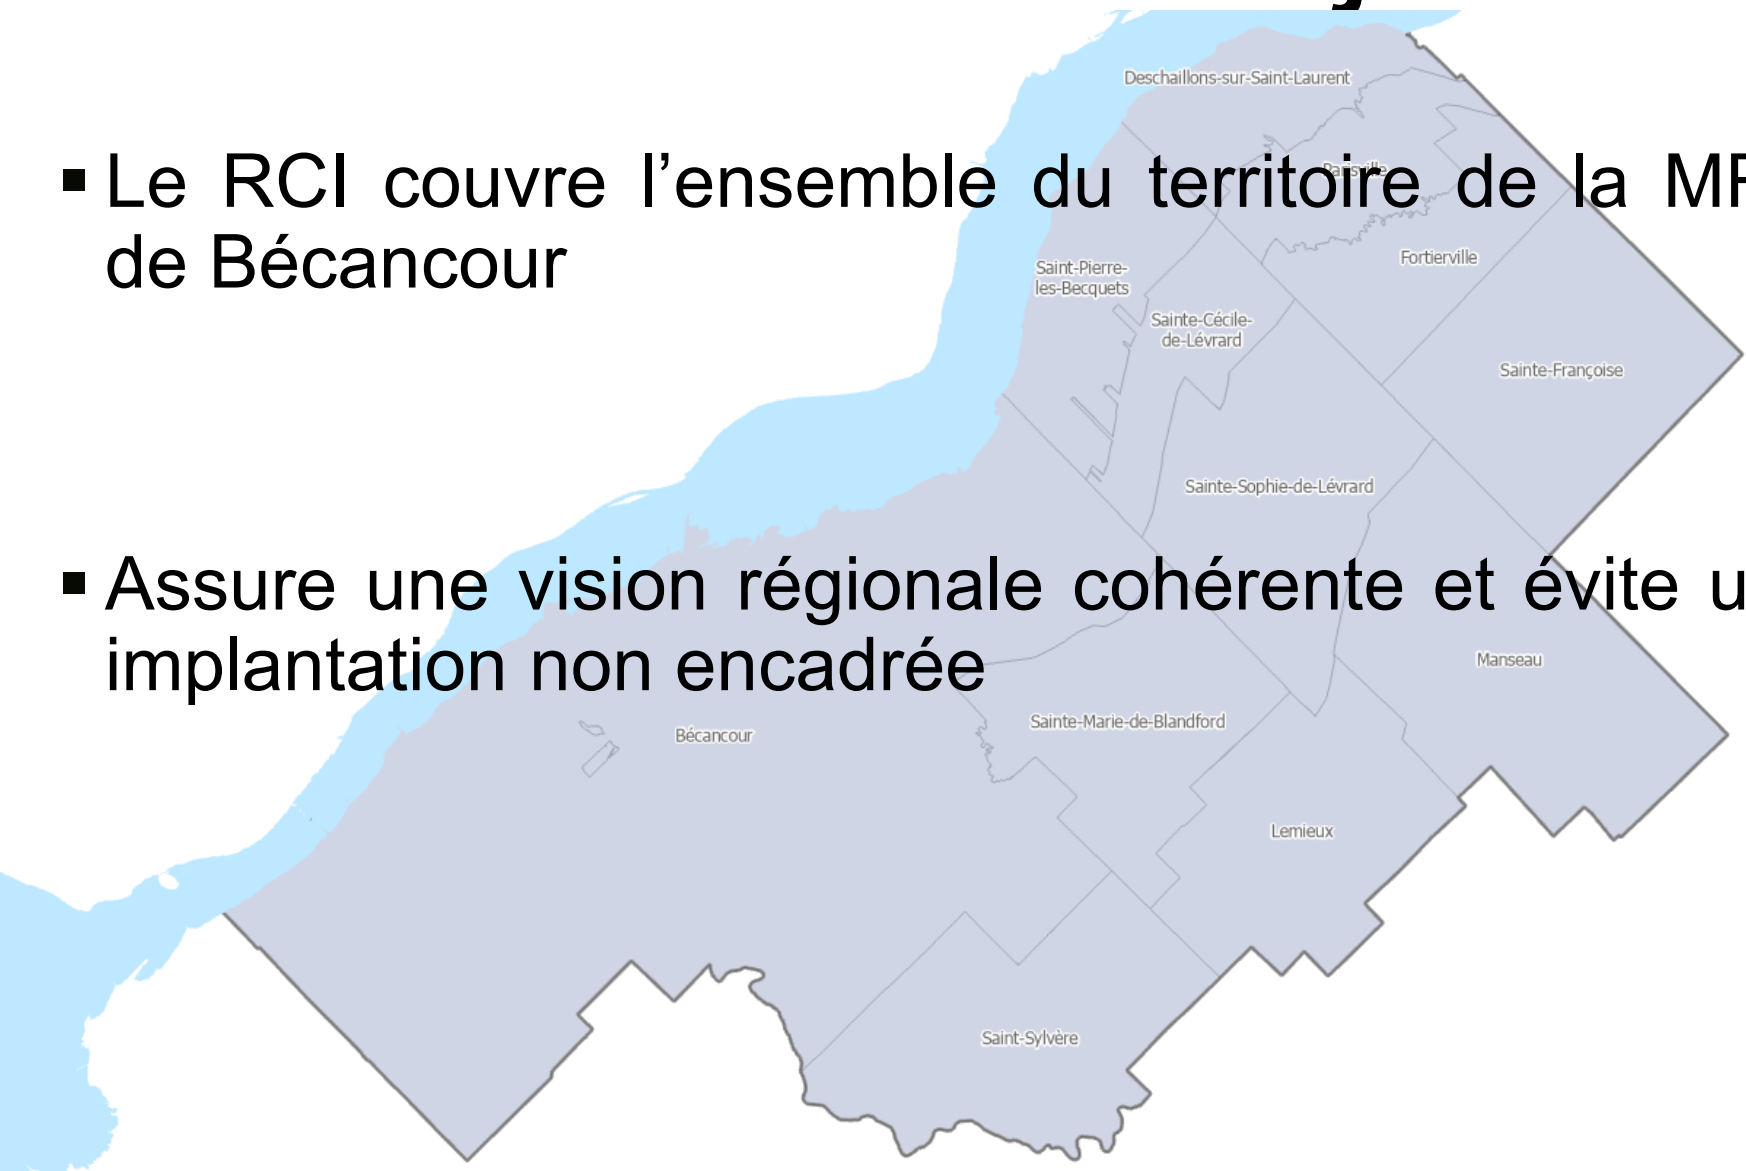 Deschaillons-sur-Saint-Laurent
▪ Le RCI couvre l’ensemble du territoire de la
de Bécancour
Parisville
Fortierville
Saint-Pierre-
les-Becquets
Sainte-Cécile-
de-Lévrard
Sainte-Françoise
Sainte-Sophie-de-Lévrard
▪ Assure une vision régionale cohérente et évite
implantation non encadrée
Manseau
Sainte-Marie-de-Blandford
Bécancour
Lemieux
Saint-Sylvère